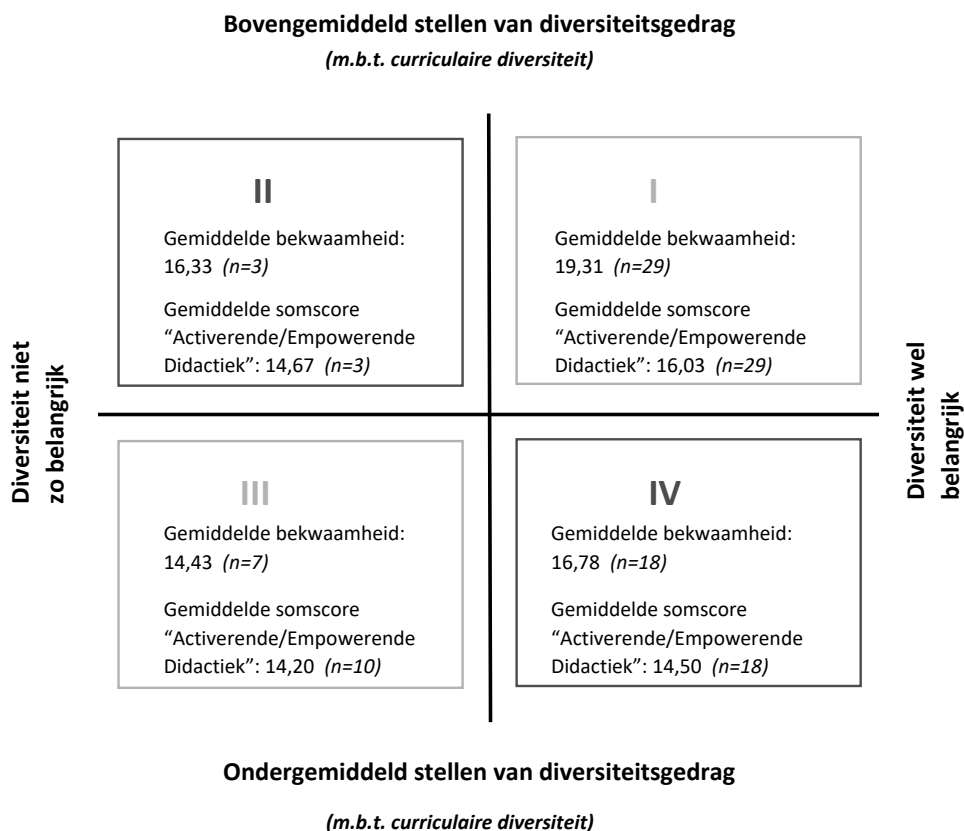 Bovengemiddeld stellen van diversiteitsgedrag
(m.b.t. curriculaire diversiteit)
Diversiteit niet
zo belangrijk
II
Gemiddelde bekwaamheid:
16,33 (n=3)
Gemiddelde somscore
“Activerende/Empowerende
Didactiek”: 14,67 (n=3)
I
Gemiddelde bekwaamheid:
19,31 (n=29)
Gemiddelde somscore
“Activerende/Empowerende
Didactiek”: 16,03 (n=29)
Diversiteit wel
belangrijk
III
Gemiddelde bekwaamheid:
14,43 (n=7)
Gemiddelde somscore
“Activerende/Empowerende
Didactiek”: 14,20 (n=10)
IV
Gemiddelde bekwaamheid:
16,78 (n=18)
Gemiddelde somscore
“Activerende/Empowerende
Didactiek”: 14,50 (n=18)
Ondergemiddeld stellen van diversiteitsgedrag
(m.b.t. curriculaire diversiteit)